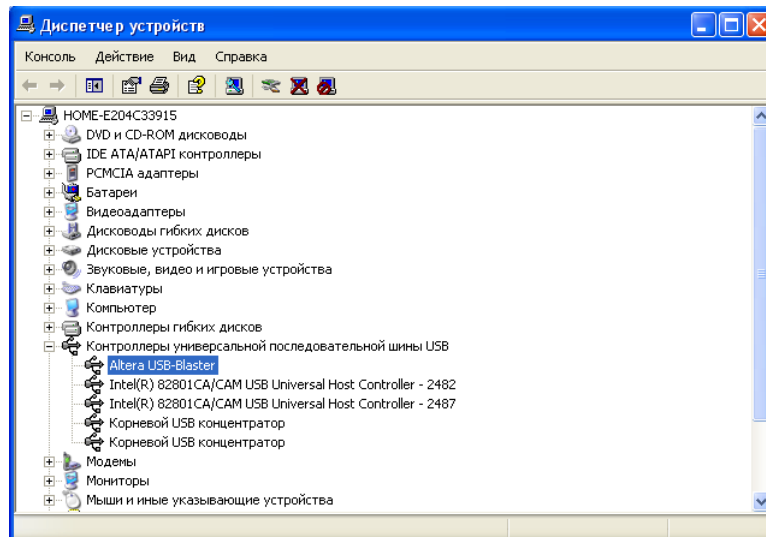 Диспетчер устройств
Консоль Действие Вид Справка
HOME-E204C33915
DVD и CD-ROM дисководы
IDE ATA/ATAPI контроллеры
PCMCIA адаптеры
Батареи
Видеоадаптеры
Дисководы гибких дисков
Дисковые устройства
Звуковые, видео и игровые устройства
Клавиатуры
Компьютер
Контроллеры гибких дисков
Контроллеры универсальной последовательной шины USB
Altera USB-Blaster
Intel(R) 82801CA/CAM USB Universal Host Controller - 2482
Intel(R) 82801CA/CAM USB Universal Host Controller - 2487
Корневой USB концентратор
Корневой USB концентратор
Модемы
Мониторы
Мыши и иные указывающие устройства